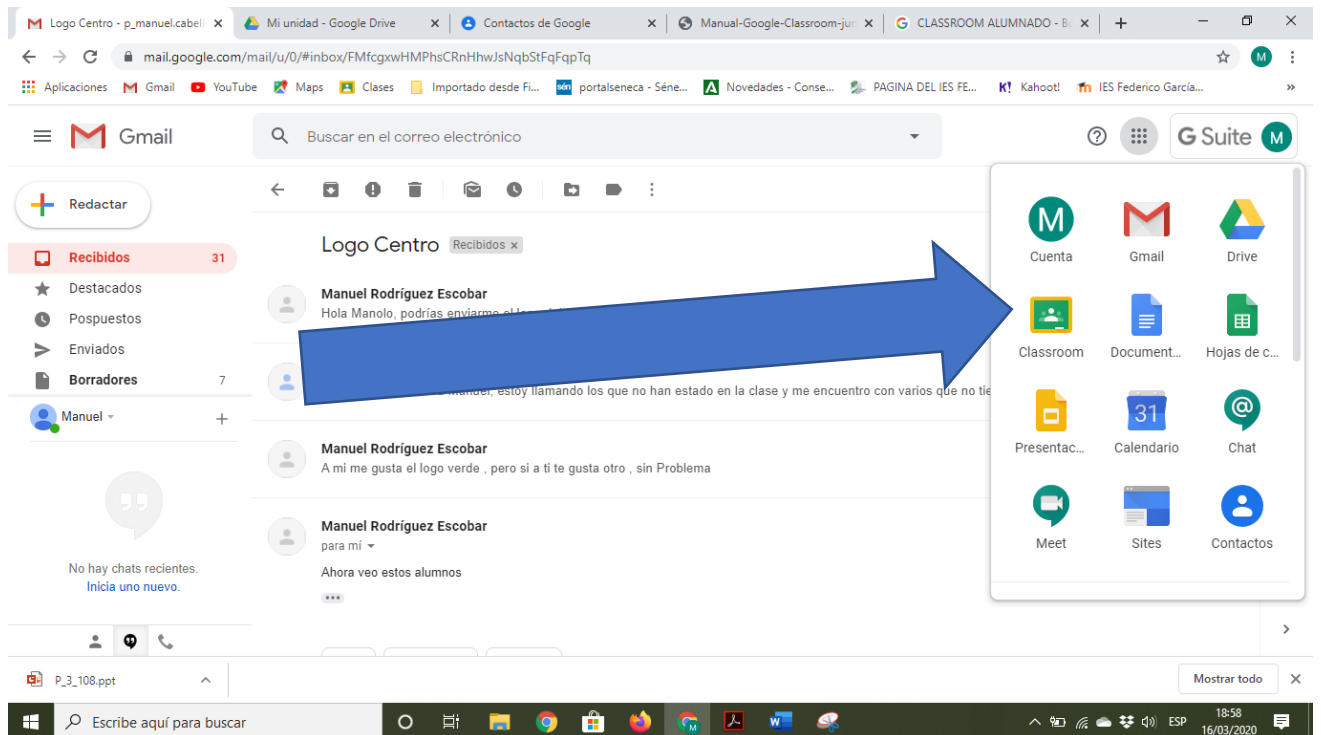 Logo Centro - p_manuel.cabell
Mi unidad - Google Drive
Contactos de Google
Manual-Google-Classroom-jun
CLASSROOM ALUMNADO - Bo
mail.google.com/mail/u/0/#inbox/FMfcgxwHMPhsCRnHhwJsNqbStFqFqpTq
M
Aplicaciones
Gmail
YouTube
Maps
Clases
Importado desde Fi...
portalseneca - Séne...
Novedades - Conse...
PAGINA DEL IES FE...
Kahoot!
IES Federico García...
Gmail
Buscar en el correo electrónico
G Suite
M
Redactar
Recibidos 31
Destacados
Pospuestos
Enviados
Borradores 7
Manuel
No hay chats recientes.
Inicia uno nuevo.
Logo Centro
Recibidos x
Manuel Rodríguez Escobar
Hola Manolo, podrías enviarme
estoy llamando los que no han estado en la clase y me encuentro con varios que no tie
Manuel Rodríguez Escobar
A mi me gusta el logo verde , pero si a ti te gusta otro , sin Problema
Manuel Rodríguez Escobar
para mí
Ahora veo estos alumnos
M
Cuenta
Gmail
Drive
Classroom
Document...
Hojas de c...
Presentac...
31
Calendario
Chat
Meet
Sites
Contactos
P_3_108.ppt
Mostrar todo
Escribe aquí para buscar
ESP
18:58
16/03/2020